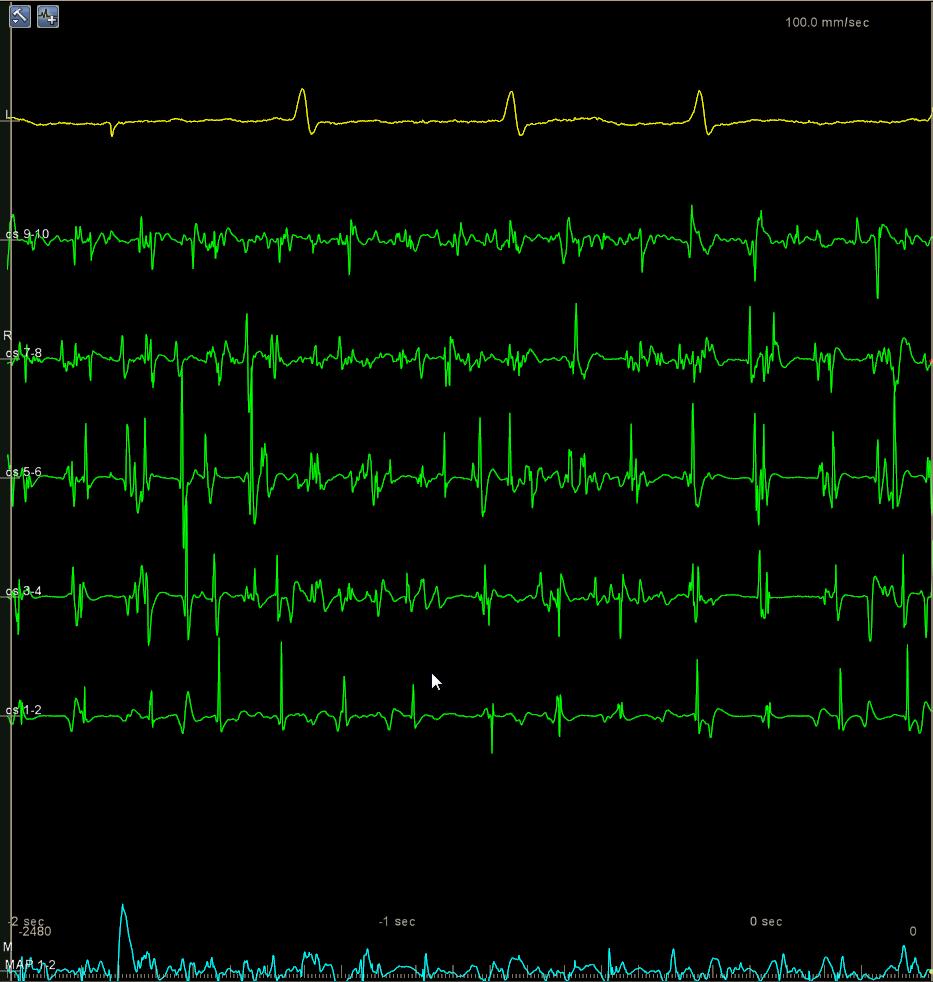 100.0 mm/sec
L
cs 9-10
R
cs 7-8
cs 5-6
cs 3-4
cs 1-2
-2 sec
-1 sec
0 sec
-2480
0
M
MAP 1-2